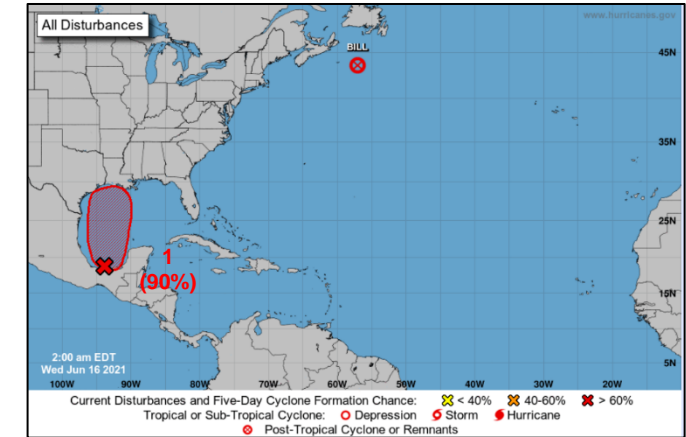 All Disturbances
www.hurricanes.gov
BILL
45N
35N
25N
1
(90%)
15N
5N
2:00 am EDT
Wed Jun 16 2021
100W 90W 80W 70W 60W 50W 40W 30W 20W
Current Disturbances and Five-Day Cyclone Formation Chance: < 40% 40-60% > 60%
Tropical or Sub-Tropical Cyclone: Depression Storm Hurricane
Post-Tropical Cyclone or Remnants